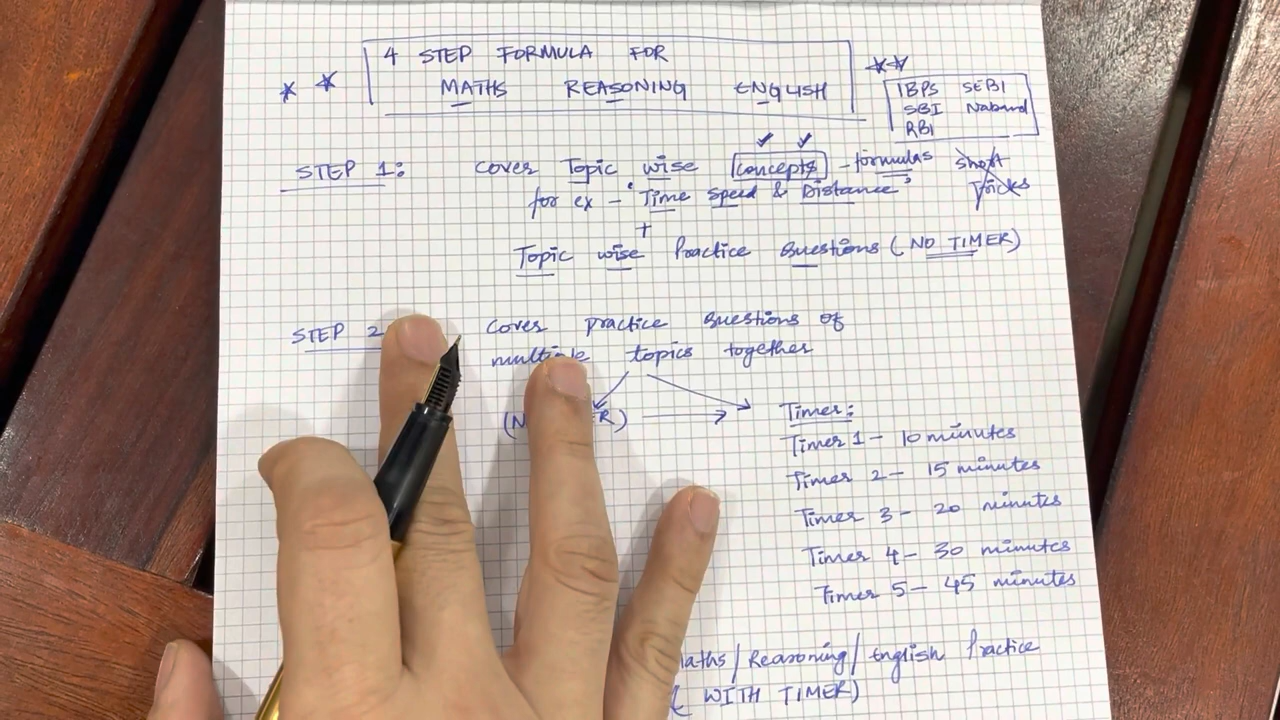 4 STEP FORMULA FOR
MATHS REASONING ENGLISH
IBPS SEBI
SBI Nabard
RBI
STEP 1: Cover Topic wise concepts - formulas Short Tricks
for ex - 'Time Speed & Distance'
+
Topic wise Practice Questions (NO TIMER)
STEP 2 Cover practice questions of
multiple topics together
Timer:
Timer 1 - 10 minutes
Timer 2 - 15 minutes
Timer 3 - 20 minutes
Timer 4 - 30 minutes
Timer 5 - 45 minutes
/Reasoning/English Practice
(WITH TIMER)